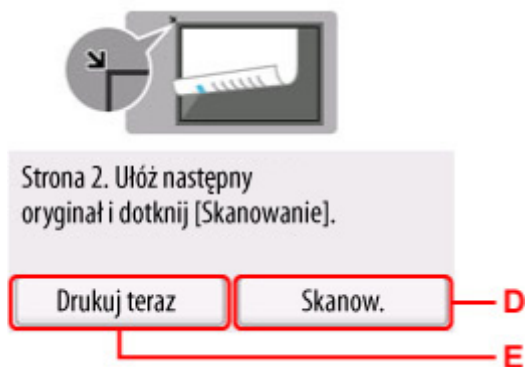 Strona 2. Ułóż następny
oryginał i dotknij [Skanowanie].
Drukuj teraz
Skanow.
D
E